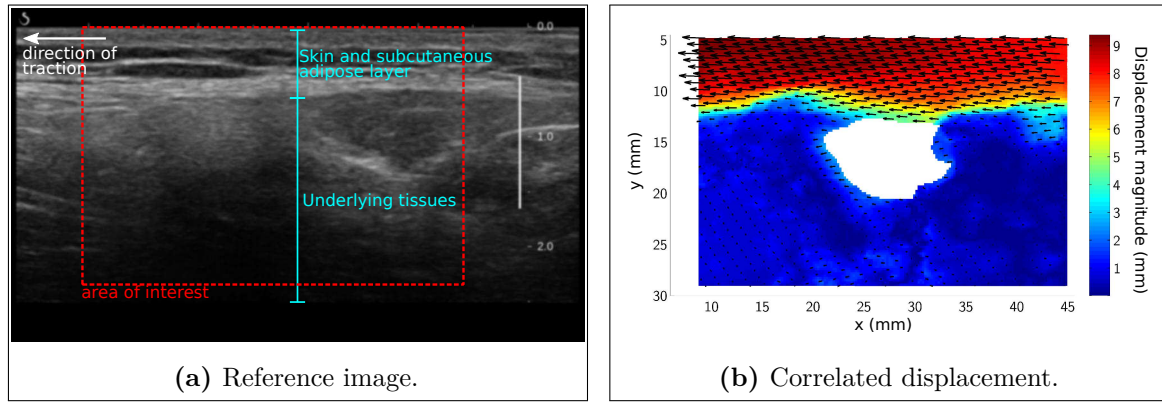 S
0.0
direction of
traction
Skin and subcutaneous
adipose layer
1.0
Underlying tissues
2.0
area of interest
(a) Reference image.
5
10
15
20
25
30
y (mm)
10 15 20 25 30 35 40 45
x (mm)
9
8
7
6
5
4
3
2
1
Displacement magnitude (mm)
(b) Correlated displacement.